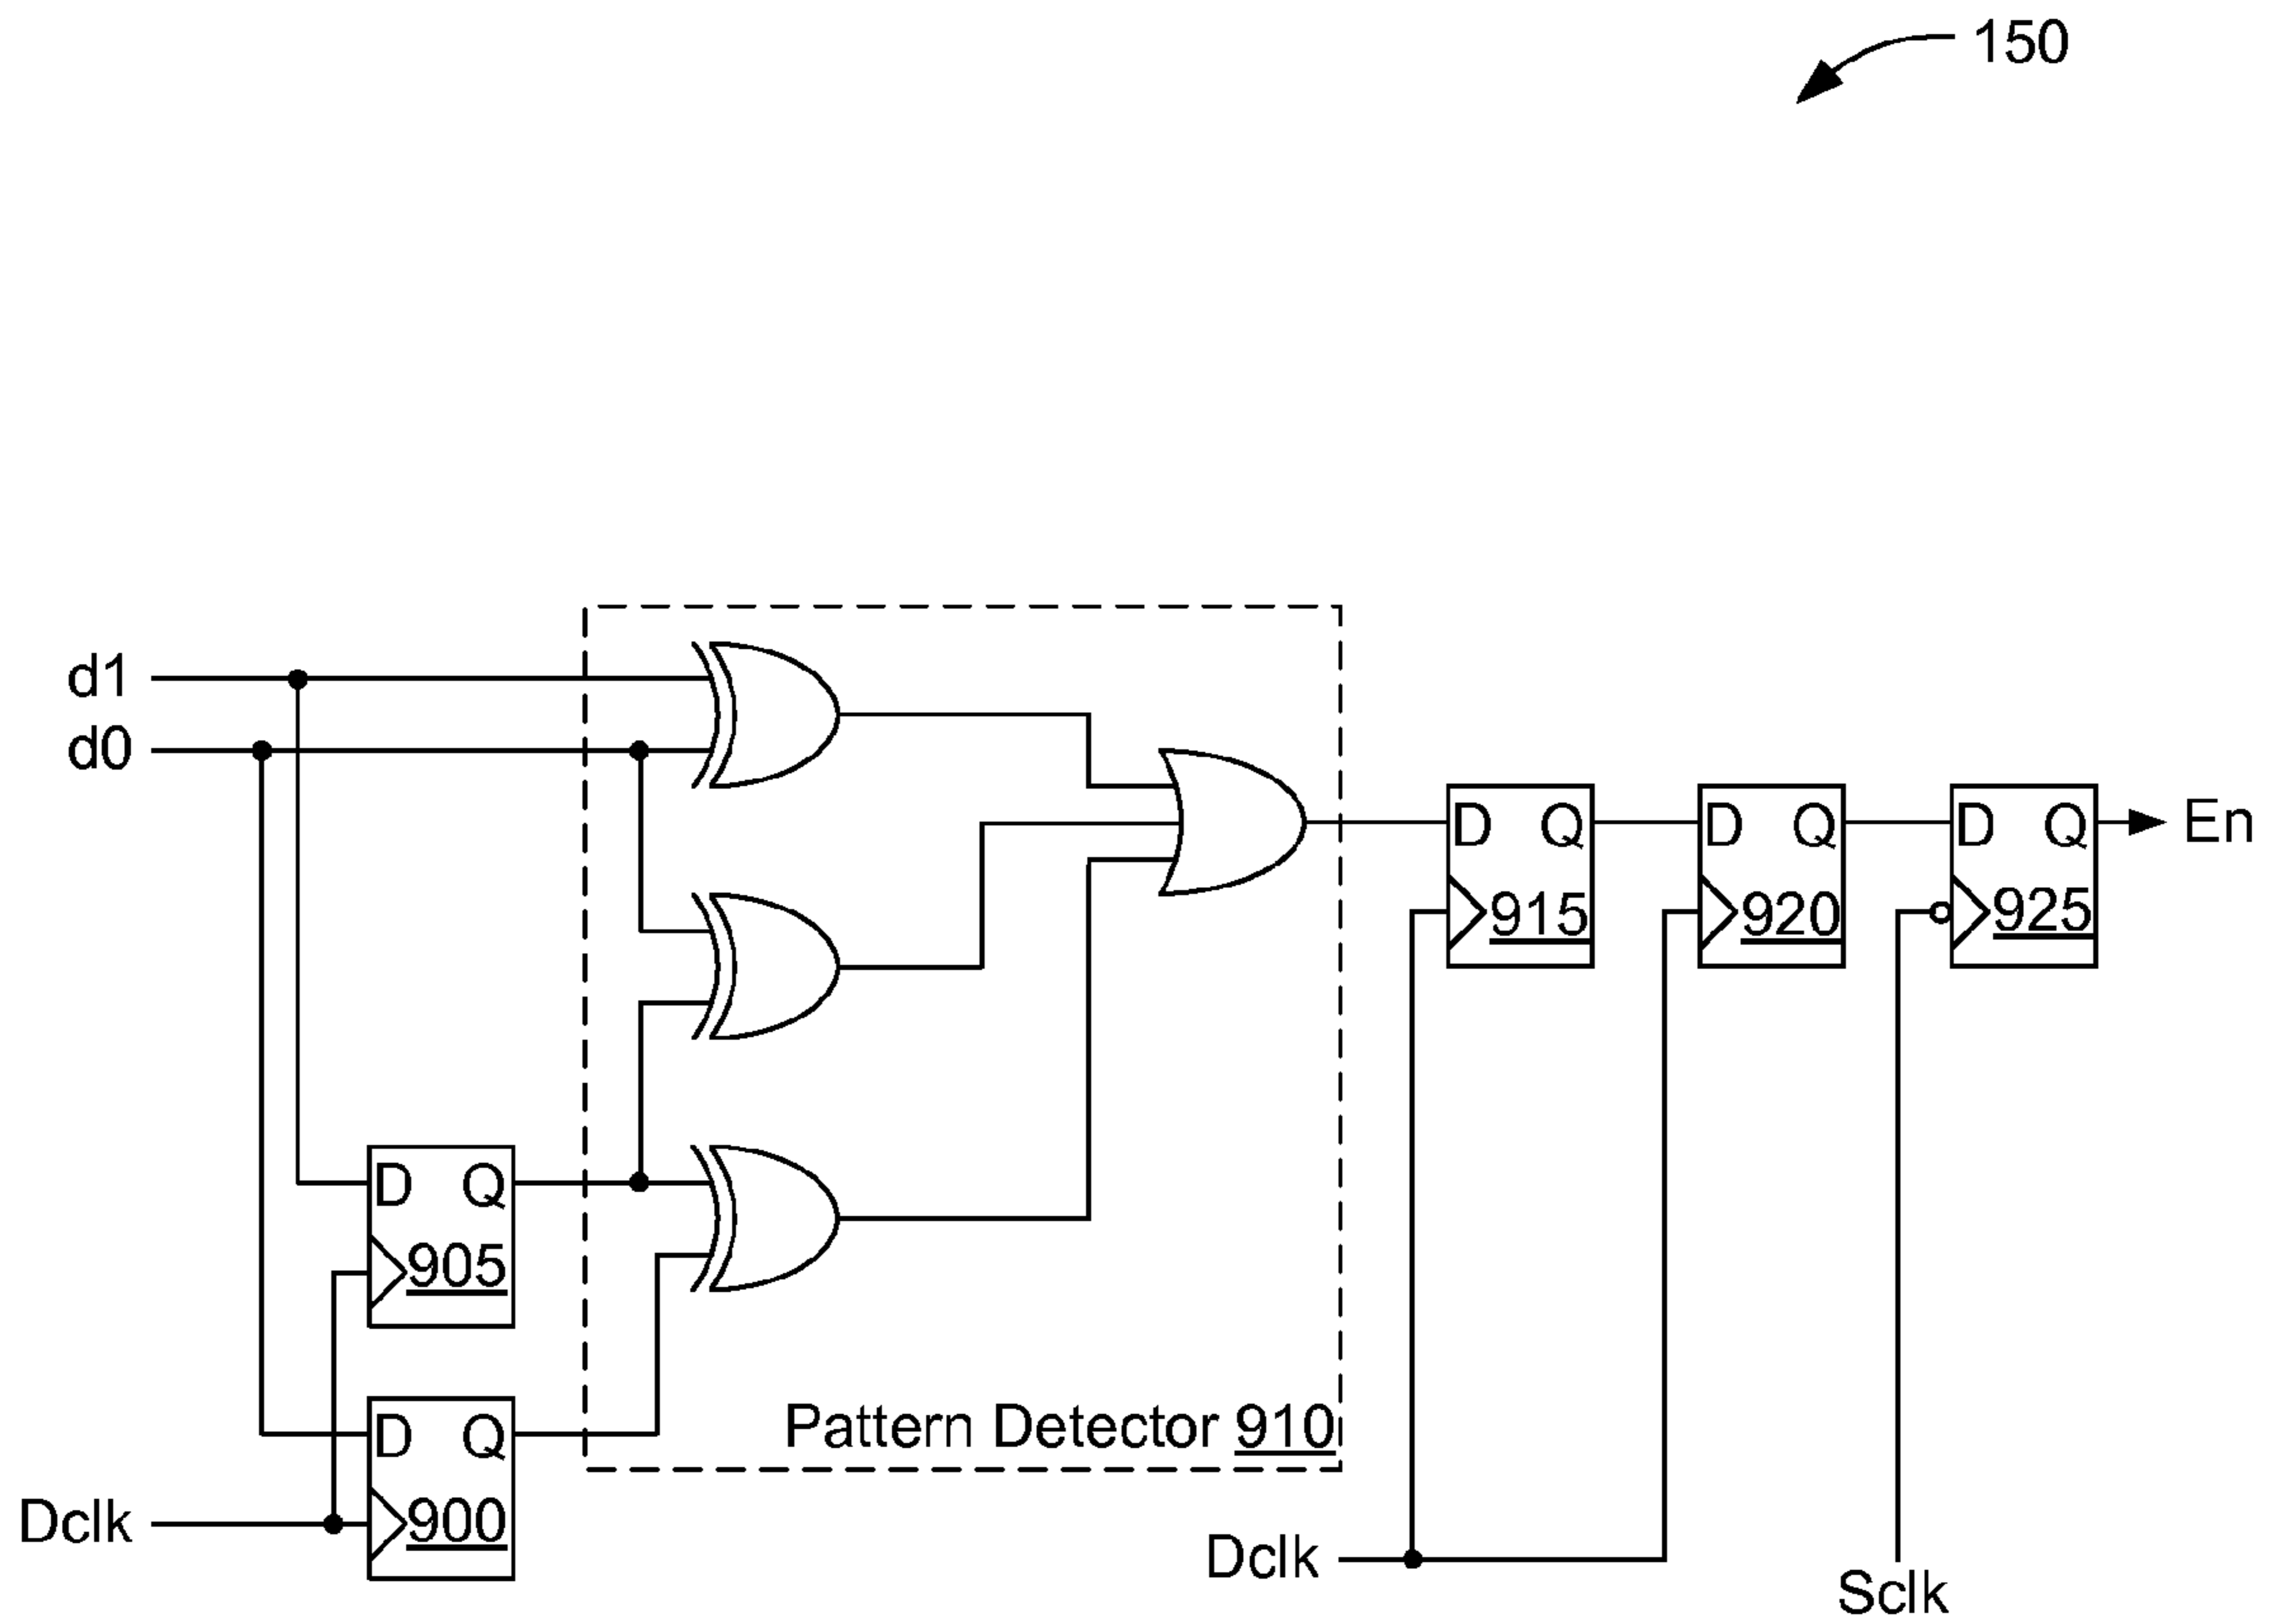 150
d1
d0
D Q
915
D Q
920
D Q
925
En
D Q
905
D Q
900
Pattern Detector 910
Dclk
Dclk
Sclk